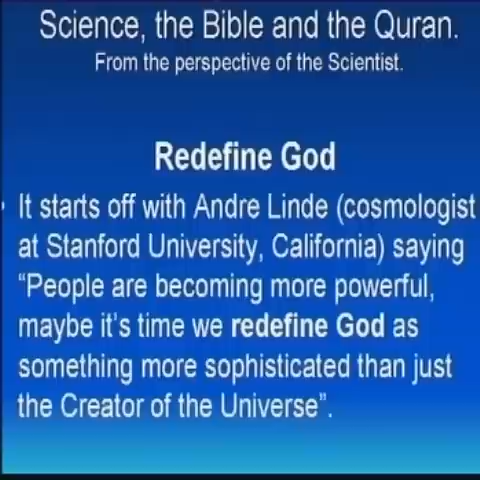 Science, the Bible and the Quran.
From the perspective of the Scientist.
Redefine God
It starts off with Andre Linde (cosmologist
at Stanford University, California) saying
“People are becoming more powerful,
maybe it’s time we redefine God as
something more sophisticated than just
the Creator of the Universe”.